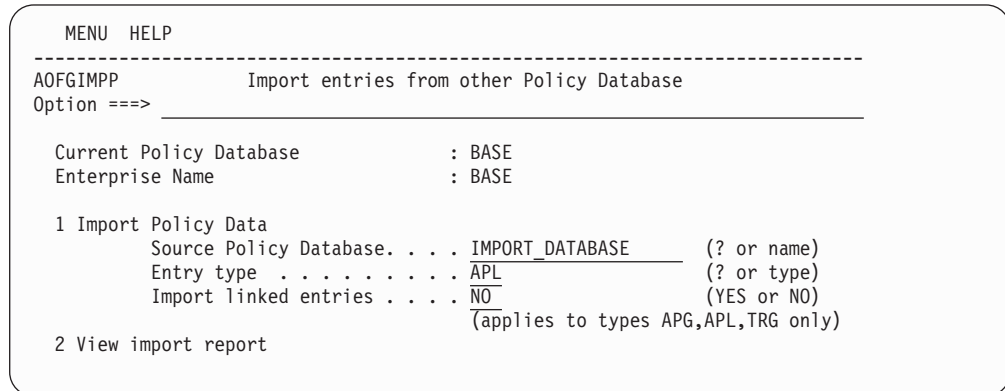 MENU HELP
--------------------------------------------------------------------------
AOFGIMPP Import entries from other Policy Database
Option ===>
Current Policy Database : BASE
Enterprise Name : BASE
1 Import Policy Data
Source Policy Database. . . . IMPORT_DATABASE (? or name)
Entry type . . . . . . . . . APL (? or type)
Import linked entries . . . . NO (YES or NO)
(applies to types APG,APL,TRG only)
2 View import report